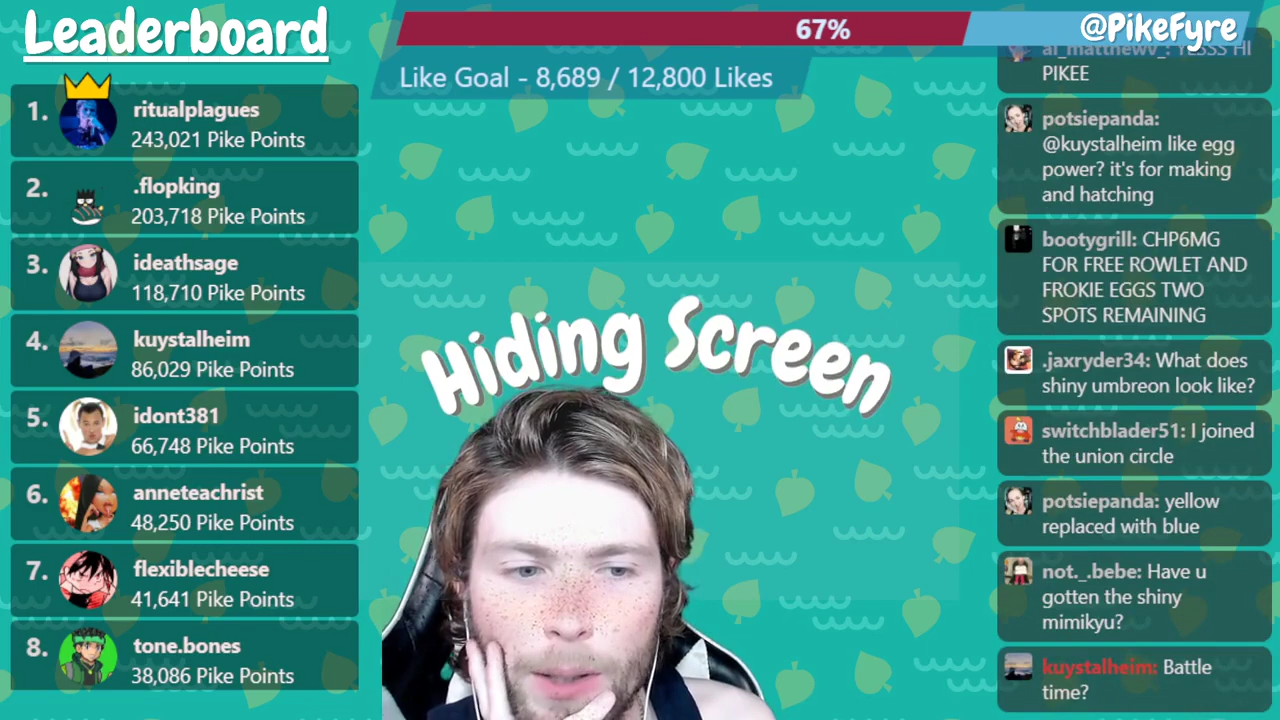 Leaderboard
1. ritualplagues
243,021 Pike Points
2. .flopking
203,718 Pike Points
3. ideathsage
118,710 Pike Points
4. kuystalheim
86,029 Pike Points
5. idont381
66,748 Pike Points
6. anneteachrist
48,250 Pike Points
7. flexiblecheese
41,641 Pike Points
8. tone.bones
38,086 Pike Points
67%
Like Goal - 8,689 / 12,800 Likes
Hiding Screen
@PikeFyre
al_matthewv_: YESSS HI
PIKEE
potsiepanda:
@kuystalheim like egg
power? it's for making
and hatching
bootygrill: CHP6MG
FOR FREE ROWLET AND
FROKIE EGGS TWO
SPOTS REMAINING
.jaxryder34: What does
shiny umbreon look like?
switchblader51: I joined
the union circle
potsiepanda: yellow
replaced with blue
not._.bebe: Have u
gotten the shiny
mimikyu?
kuystalheim: Battle
time?